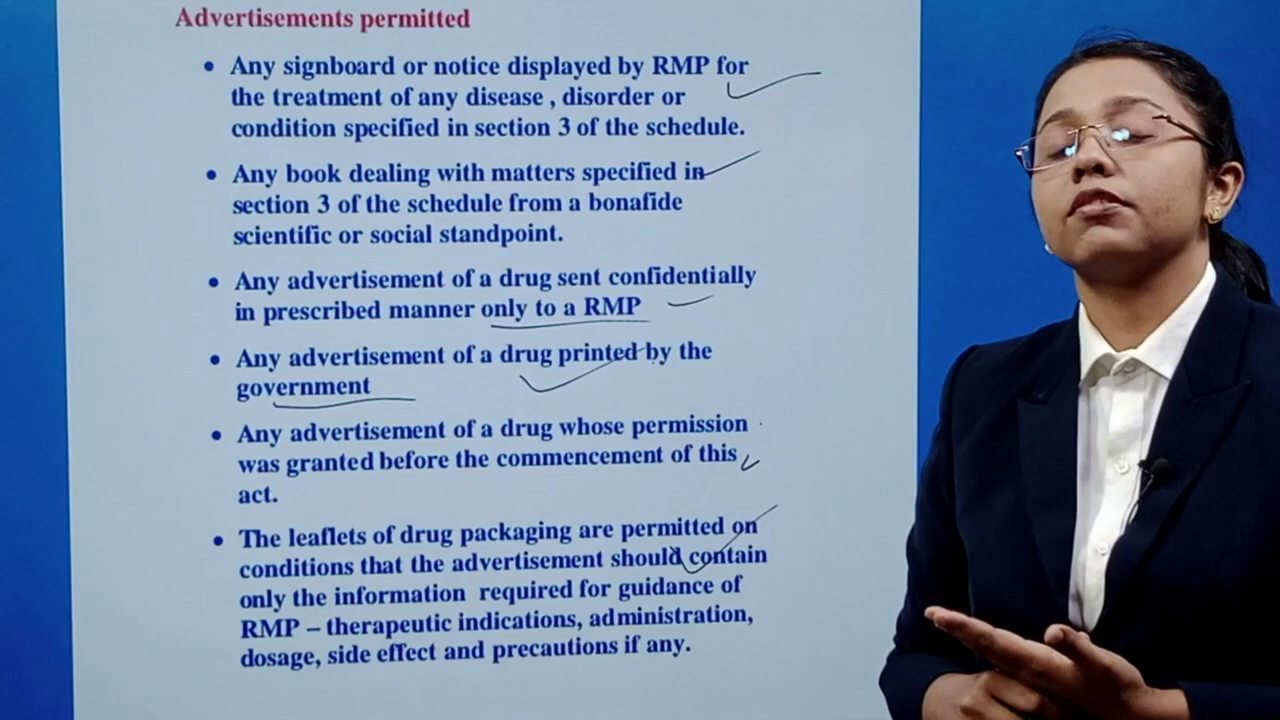 Advertisements permitted
• Any signboard or notice displayed by RMP for
the treatment of any disease , disorder or
condition specified in section 3 of the schedule.
• Any book dealing with matters specified in
section 3 of the schedule from a bonafide
scientific or social standpoint.
• Any advertisement of a drug sent confidentially
in prescribed manner only to a RMP
• Any advertisement of a drug printed by the
government
• Any advertisement of a drug whose permission
was granted before the commencement of this
act.
• The leaflets of drug packaging are permitted on
conditions that the advertisement should contain
only the information required for guidance of
RMP – therapeutic indications, administration,
dosage, side effect and precautions if any.